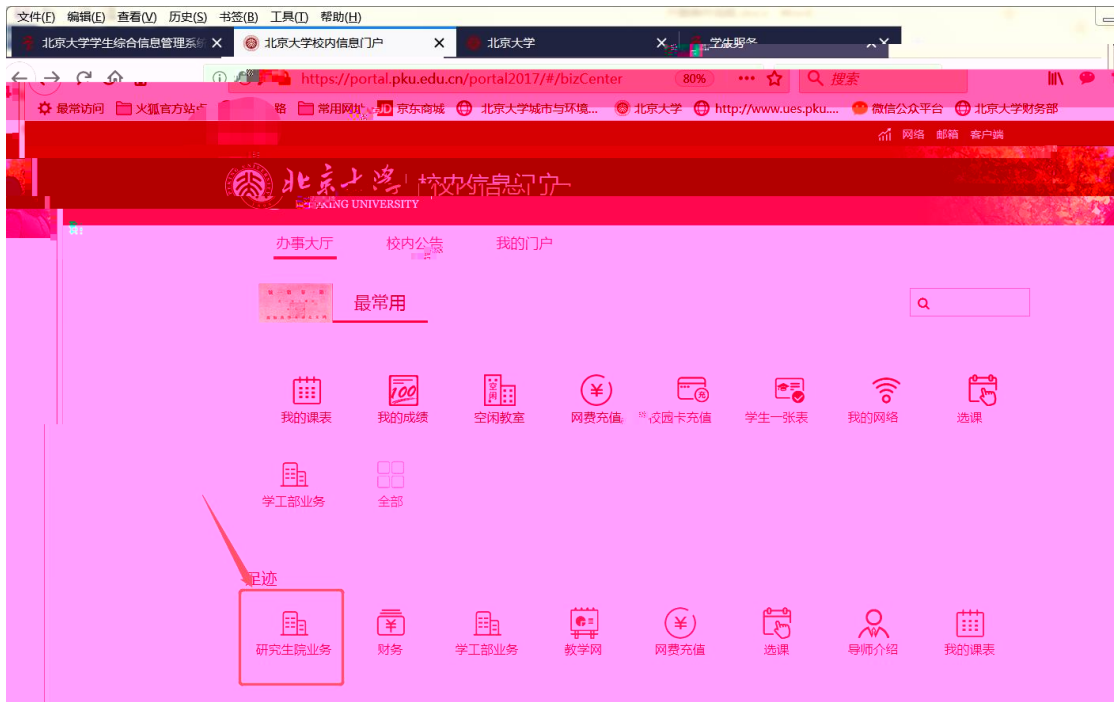 文件(F) 编辑(E) 查看(V) 历史(S) 书签(B) 工具(T) 帮助(H)
北京大学学生综合信息管理系统 北京大学校内信息门户 北京大学
https://portal.pku.edu.cn/portal2017/#/bizCenter 80% 搜索
最常访问 火狐官方站点 常用网址 JD 京东商城 北京大学城市与环境... 北京大学 http://www.ues.pku.... 微信公众平台 北京大学财务部
网络 邮箱 客户端
北京大学 校内信息门户
UNIVERSITY
办事大厅 校内公告 我的门户
最常用
我的课表 我的成绩 空闲教室 网费充值 校园卡充值 学生一张表 我的网络 选课
学工部业务 全部
足迹
研究生院业务 财务 学工部业务 教学网 网费充值 选课 导师介绍 我的课表